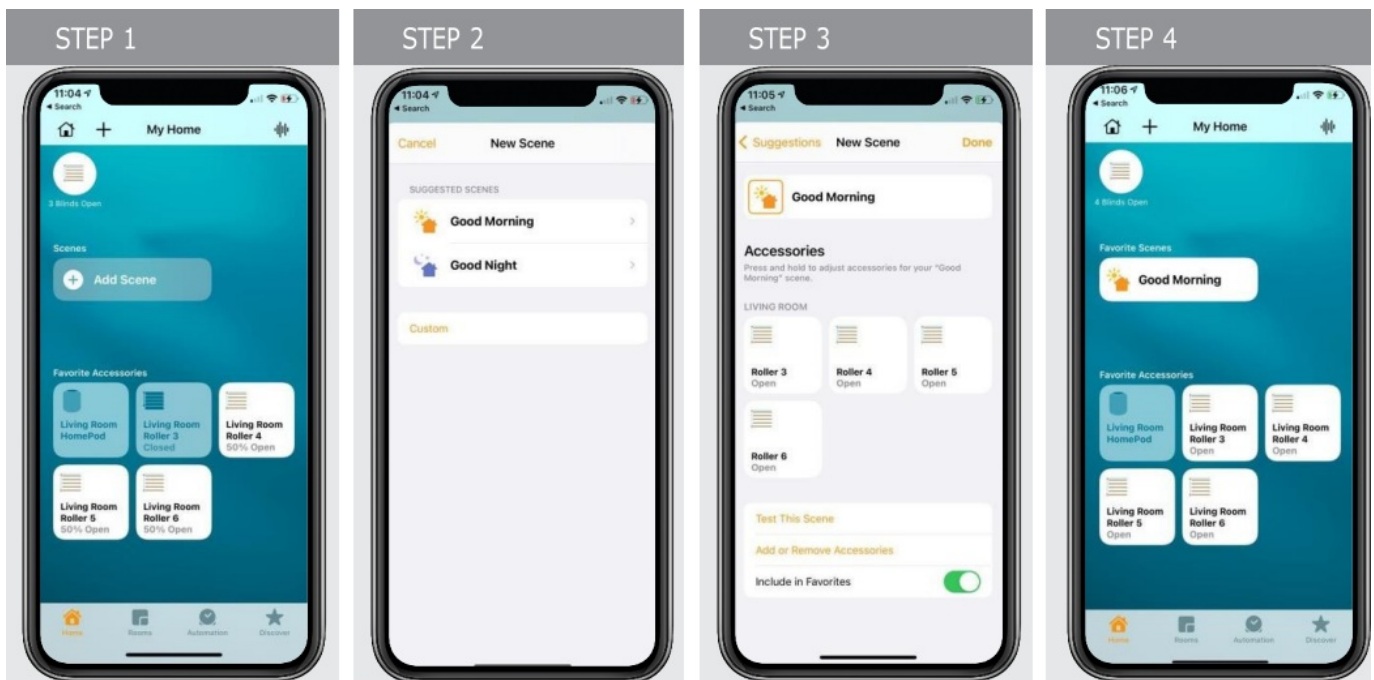 STEP 1
11:04
◀ Search
My Home
3 Blinds Open
Scenes
Add Scene
Favorite Accessories
Living Room
HomePod
Living Room
Roller 3
Closed
Living Room
Roller 4
50% Open
Living Room
Roller 5
50% Open
Living Room
Roller 6
50% Open
Home
Rooms
Automation
Discover
STEP 2
11:04
◀ Search
Cancel
New Scene
SUGGESTED SCENES
Good Morning
Good Night
Custom
STEP 3
11:05
◀ Search
Suggestions
New Scene
Done
Good Morning
Accessories
Press and hold to adjust accessories for your "Good
Morning" scene.
LIVING ROOM
Roller 3
Open
Roller 4
Open
Roller 5
Open
Roller 6
Open
Test This Scene
Add or Remove Accessories
Include in Favorites
STEP 4
11:06
◀ Search
My Home
4 Blinds Open
Favorite Scenes
Good Morning
Favorite Accessories
Living Room
HomePod
Living Room
Roller 3
Open
Living Room
Roller 4
Open
Living Room
Roller 5
Open
Living Room
Roller 6
Open
Home
Rooms
Automation
Discover